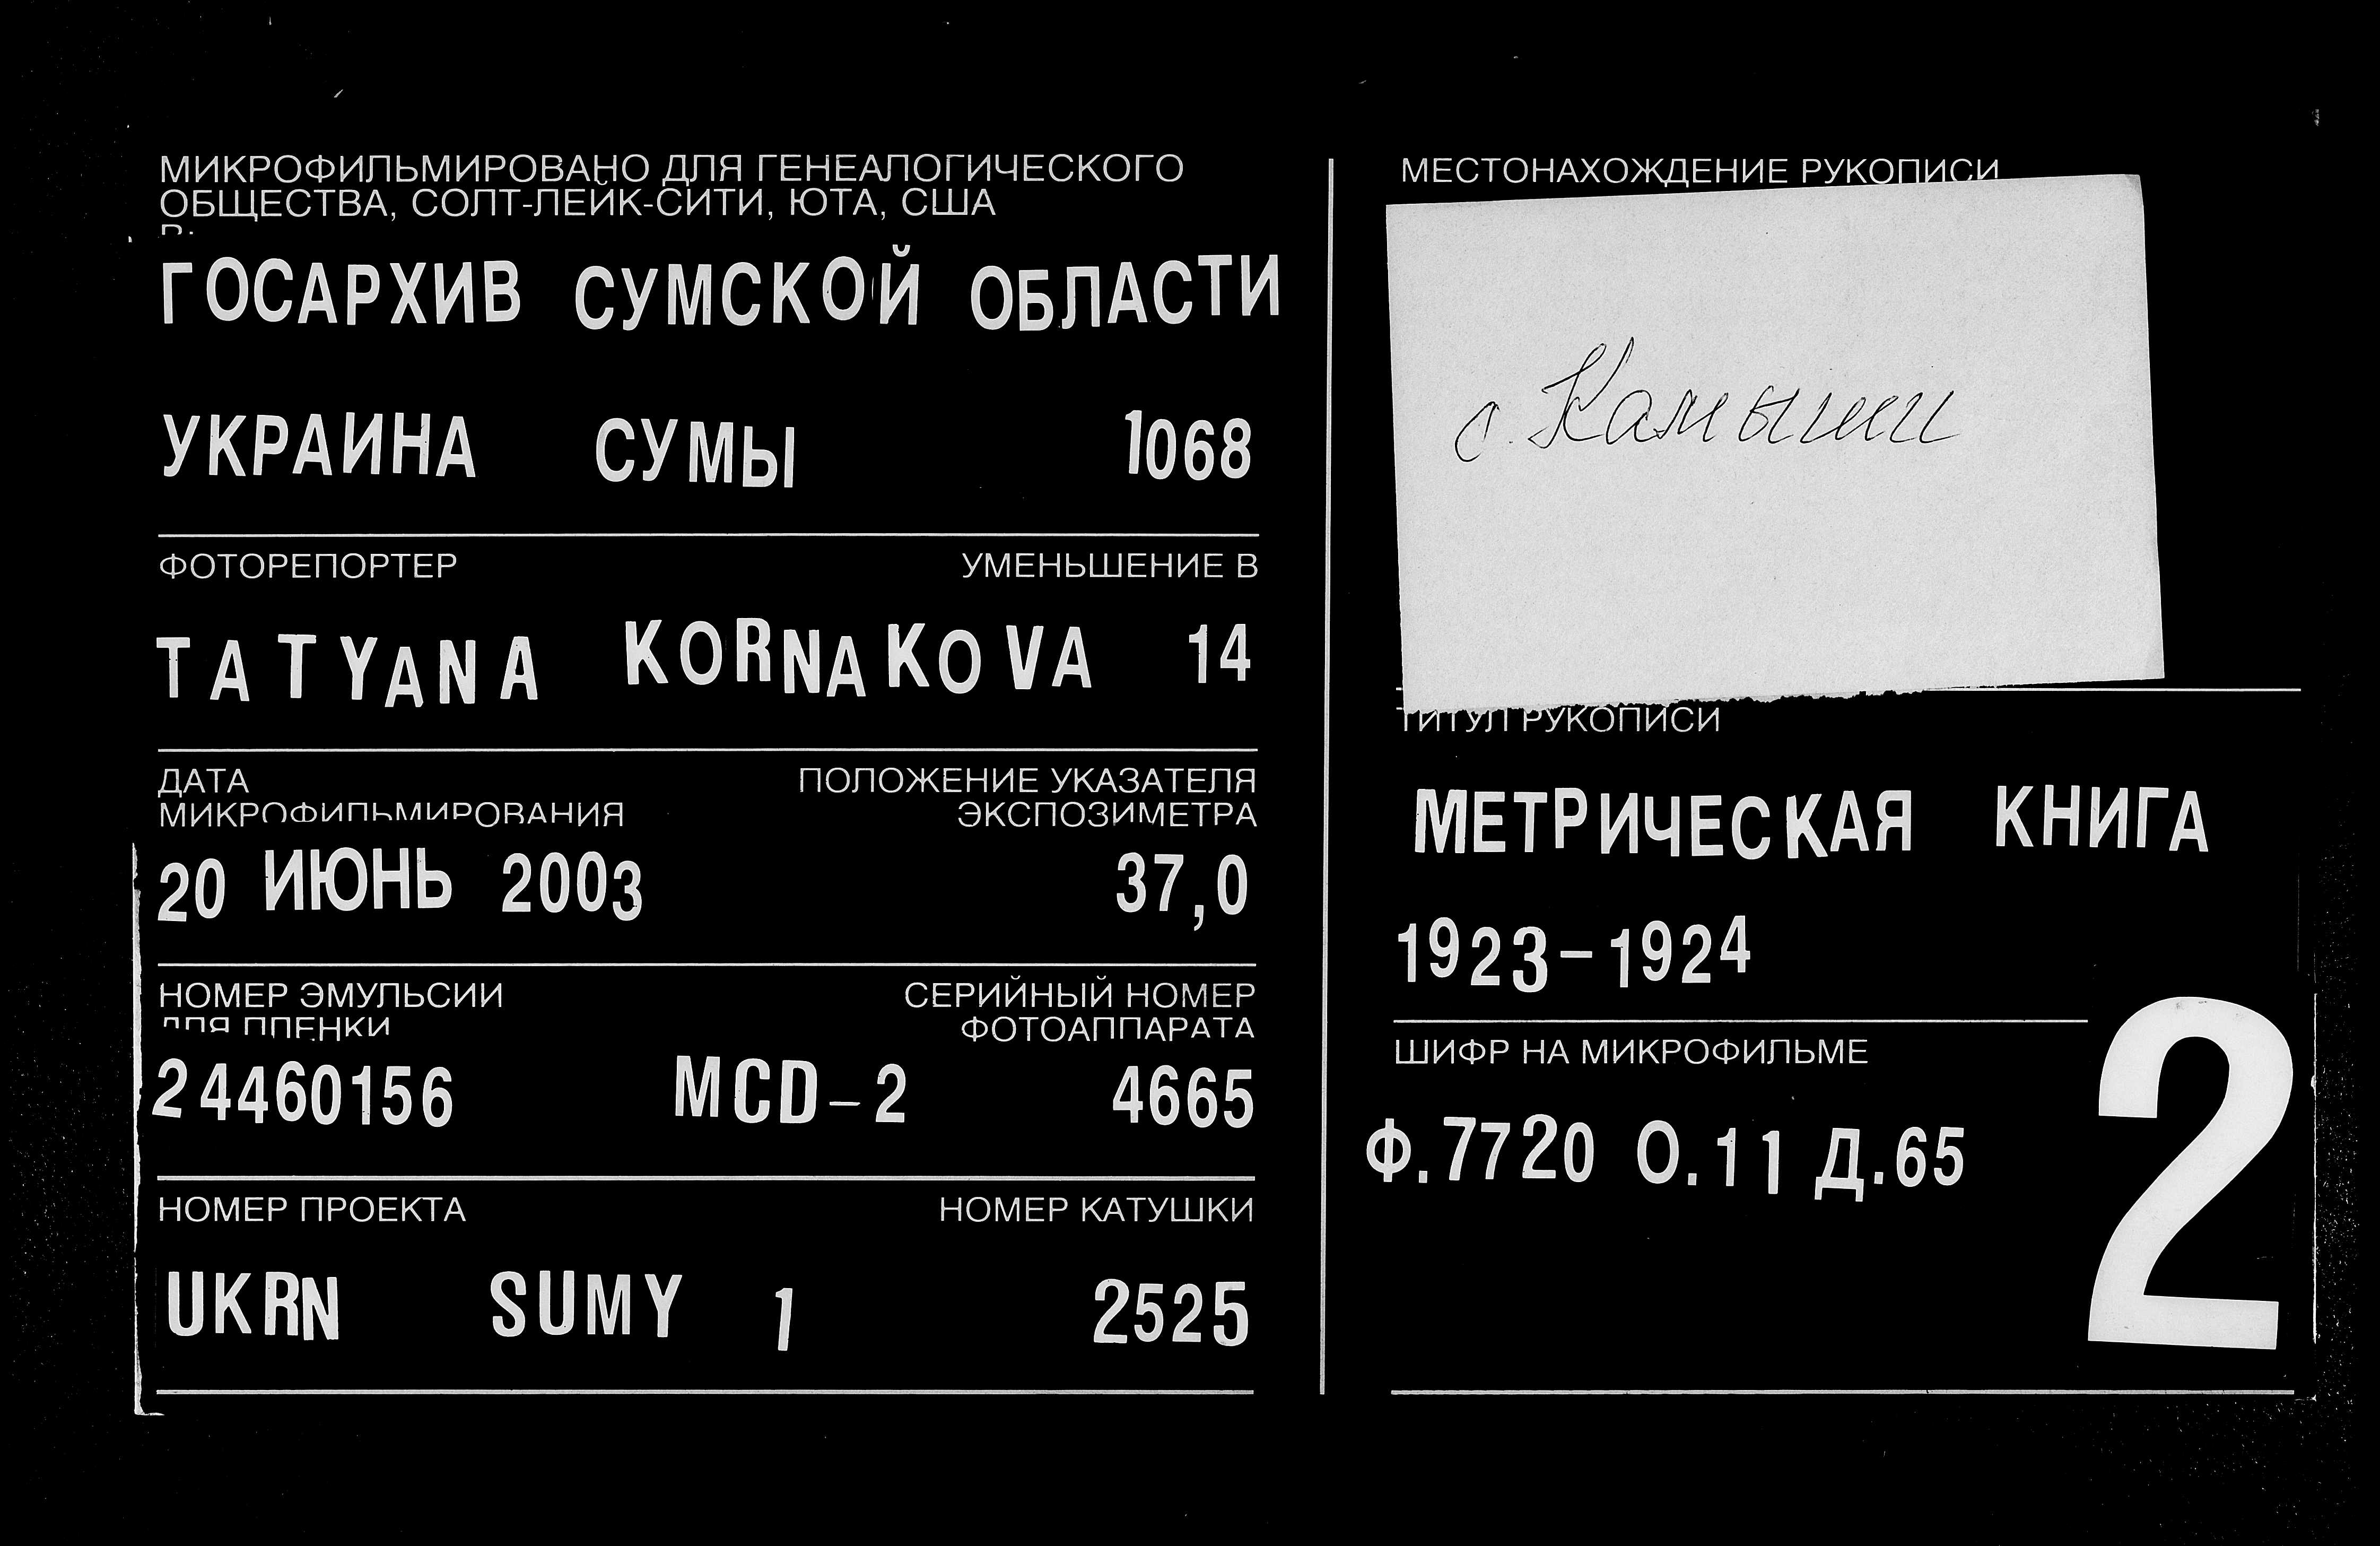 МИКРОФИЛЬМИРОВАНО ДЛЯ ГЕНЕАЛОГИЧЕСКОГО
ОБЩЕСТВА, СОЛТ-ЛЕЙК-СИТИ, ЮТА, США
В:
ГОСАРХИВ СУМСКОЙ ОБЛАСТИ
УКРАИНА СУМЫ 1068
ФОТОРЕПОРТЕР УМЕНЬШЕНИЕ В
TATYANA KORNAKOVA 14
ДАТА ПОЛОЖЕНИЕ УКАЗАТЕЛЯ
МИКРОФИЛЬМИРОВАНИЯ ЭКСПОЗИМЕТРА
20 ИЮНЬ 2003 37,0
НОМЕР ЭМУЛЬСИИ СЕРИЙНЫЙ НОМЕР
ДЛЯ ПЛЕНКИ ФОТОАППАРАТА
24460156 MCD-2 4665
НОМЕР ПРОЕКТА НОМЕР КАТУШКИ
UKRN SUMY 1 2525
МЕСТОНАХОЖДЕНИЕ РУКОПИСИ
с. Камыши
ТИТУЛ РУКОПИСИ
МЕТРИЧЕСКАЯ КНИГА
1923-1924
ШИФР НА МИКРОФИЛЬМЕ
Ф.7720 О.11 Д.65
2